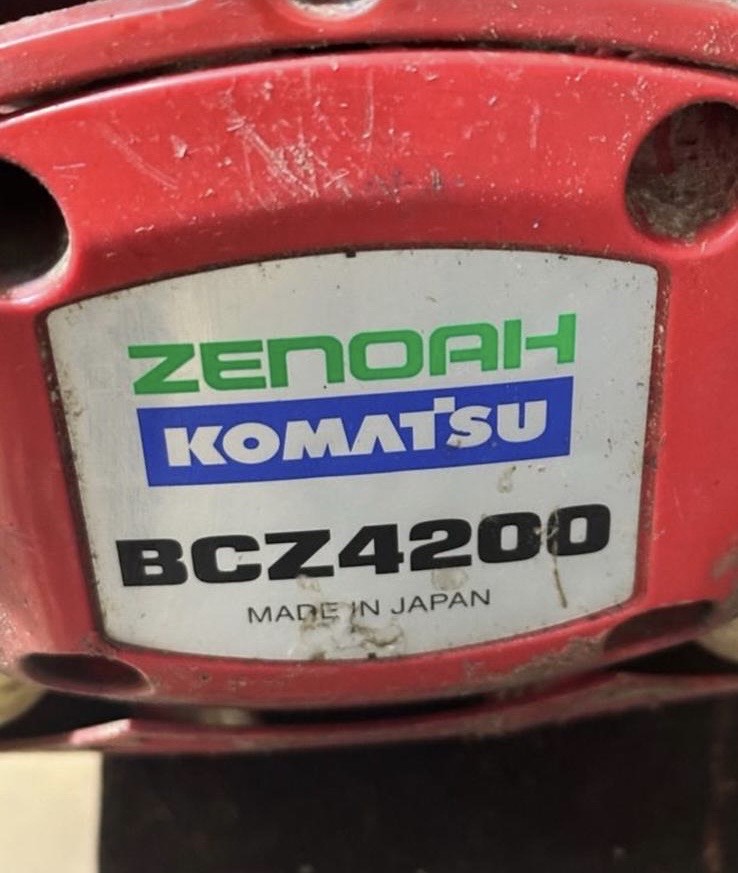 ZENOAH
KOMATSU
BCZ4200
MADE IN JAPAN